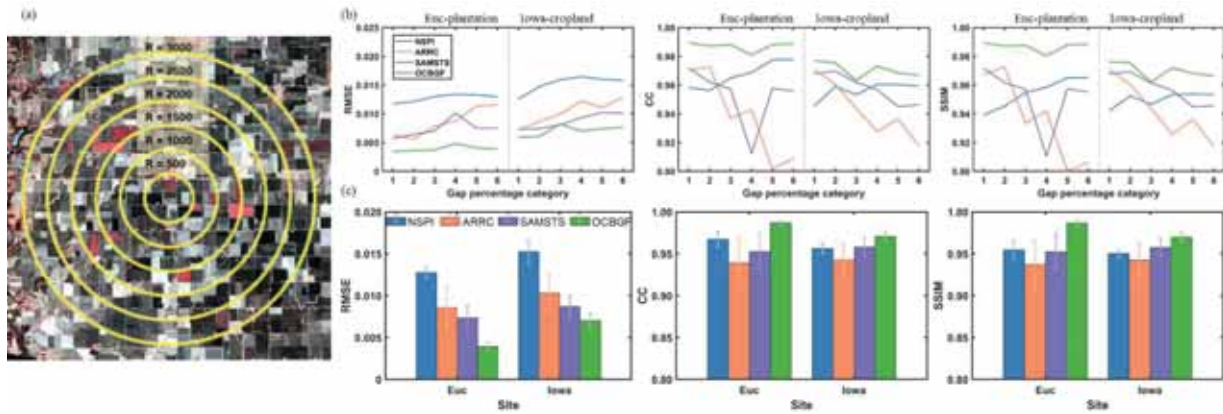 (a)
R = 3000
R = 2500
R = 2000
R = 1500
R = 1000
R = 500
(b)
Euc-plantation Iowa-cropland
Euc-plantation Iowa-cropland
Euc-plantation Iowa-cropland
RMSE
0.025
0.020
0.015
0.010
0.005
0
NSPI
ARRC
SAMSTS
OCBGF
1 2 3 4 5 6 1 2 3 4 5 6
Gap percentage category
CC
1.00
0.98
0.96
0.94
0.92
0.90
1 2 3 4 5 6 1 2 3 4 5 6
Gap percentage category
SSIM
1.00
0.98
0.96
0.94
0.92
0.90
1 2 3 4 5 6 1 2 3 4 5 6
Gap percentage category
(c)
RMSE
0.020
0.015
0.010
0.005
0
NSPI ARRC SAMSTS OCBGF
Euc Iowa
Site
CC
1.00
0.95
0.90
0.85
0.80
Euc Iowa
Site
SSIM
1.00
0.95
0.90
0.85
0.80
Euc Iowa
Site